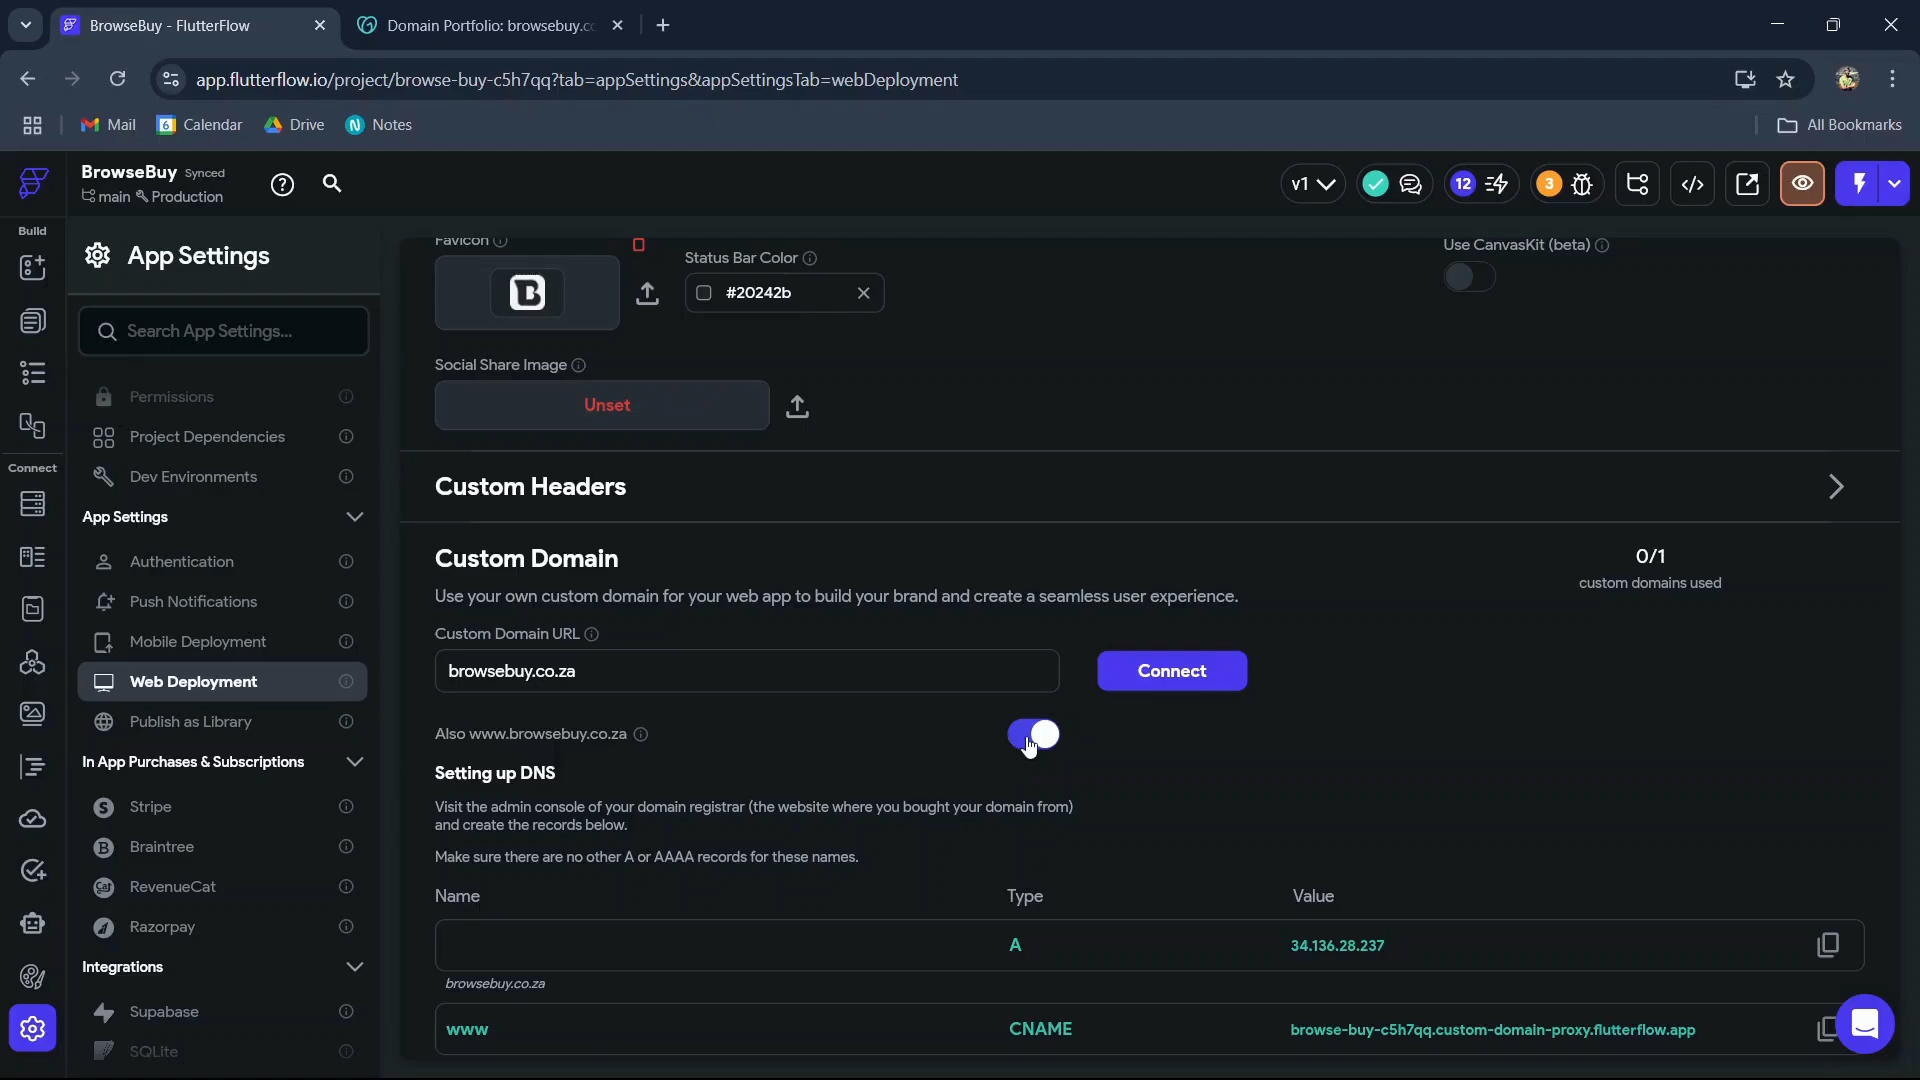 BrowseBuy - FlutterFlow
Domain Portfolio: browsebuy.co
app.flutterflow.io/project/browse-buy-c5h7qq?tab=appSettings&appSettingsTab=webDeployment
Mail
Calendar
Drive
Notes
All Bookmarks
BrowseBuy Synced
main Production
v1
12
3
Build
Connect
App Settings
Search App Settings...
Permissions
Project Dependencies
Dev Environments
App Settings
Authentication
Push Notifications
Mobile Deployment
Web Deployment
Publish as Library
In App Purchases & Subscriptions
Stripe
Braintree
RevenueCat
Razorpay
Integrations
Supabase
SQLite
Favicon
Status Bar Color
#20242b
Use CanvasKit (beta)
Social Share Image
Unset
Custom Headers
Custom Domain
0/1
custom domains used
Use your own custom domain for your web app to build your brand and create a seamless user experience.
Custom Domain URL
browsebuy.co.za
Connect
Also www.browsebuy.co.za
Setting up DNS
Visit the admin console of your domain registrar (the website where you bought your domain from)
and create the records below.
Make sure there are no other A or AAAA records for these names.
Name Type Value
A 34.136.28.237
browsebuy.co.za
www CNAME browse-buy-c5h7qq.custom-domain-proxy.flutterflow.app